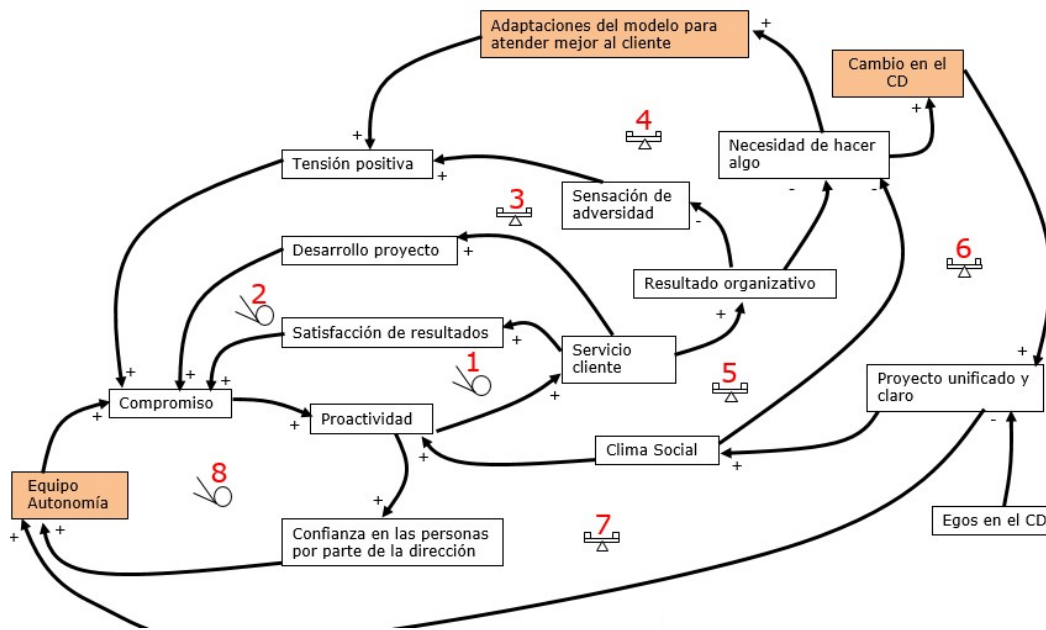 Adaptaciones del modelo para
atender mejor al cliente
+
Cambio en el
CD
+
+
Tensión positiva
+
4
Necesidad de hacer
algo
-
-
Sensación de
adversidad
-
3
Desarrollo proyecto
+
6
Resultado organizativo
+
2
Satisfacción de resultados
+
Servicio
cliente
+
1
5
+
Proyecto unificado y
claro
-
+
+
+
Compromiso
+
+
Proactividad
+
Clima Social
+
8
Equipo
Autonomía
+
+
+
Confianza en las personas
por parte de la dirección
7
Egos en el CD